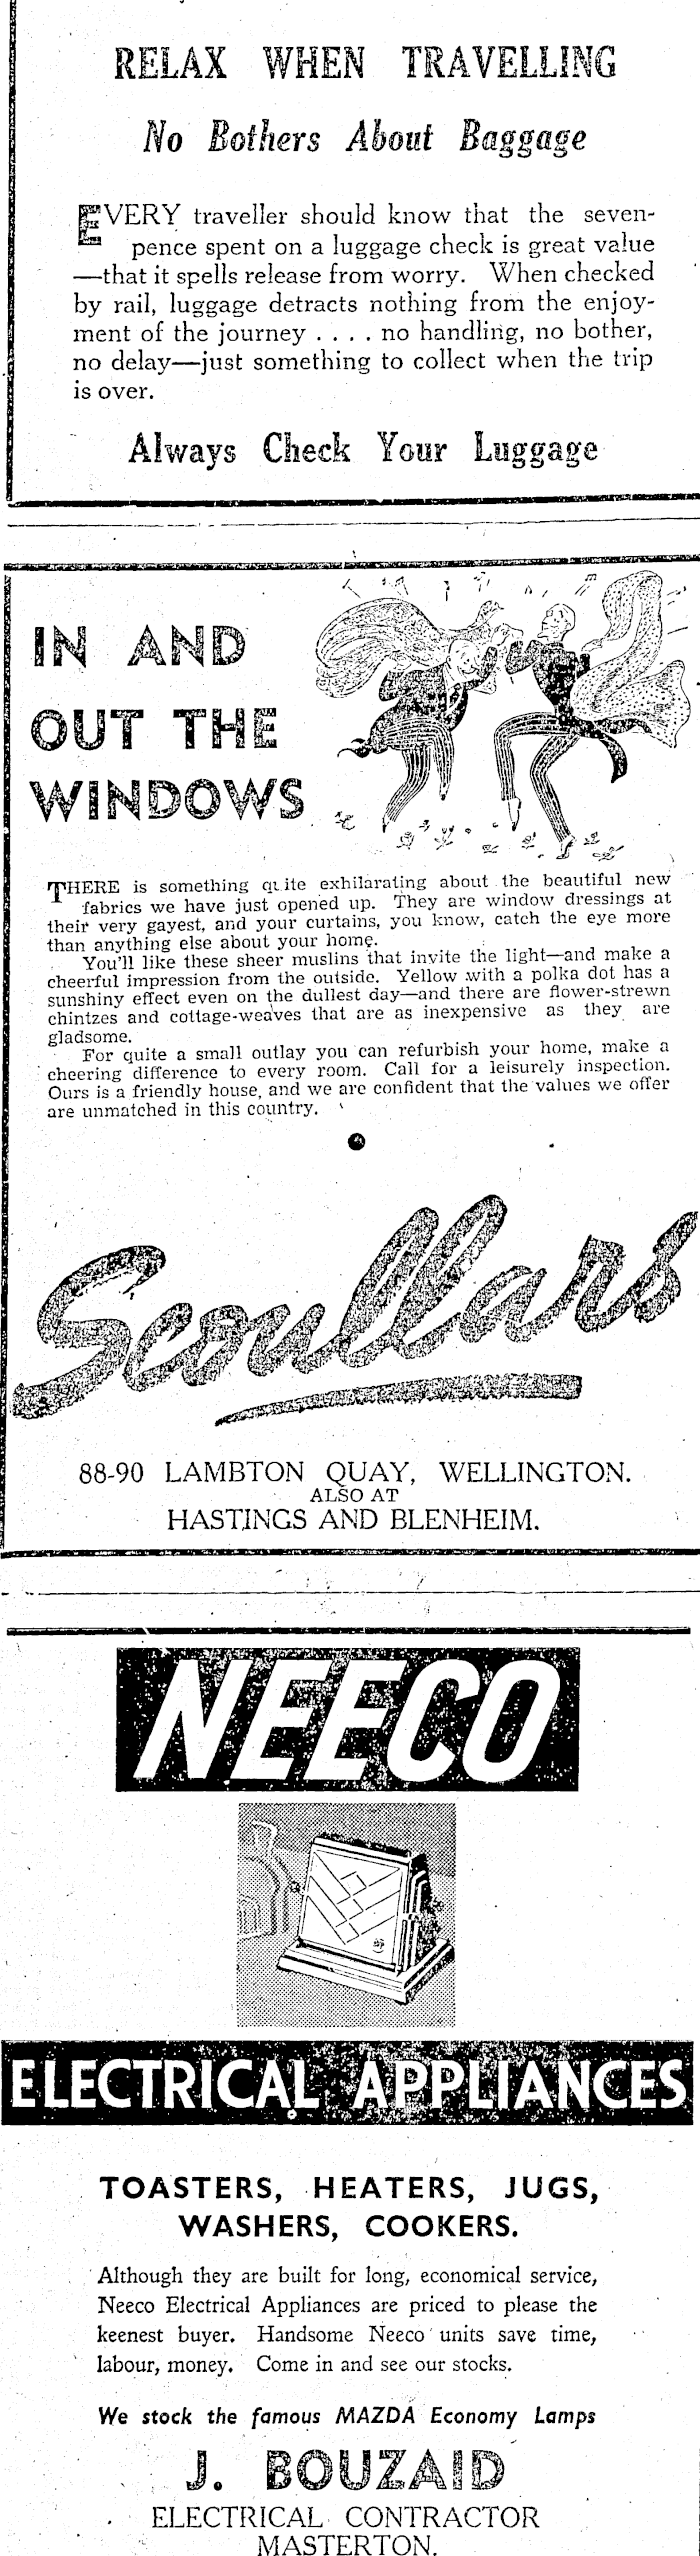 RELAX WHEN TRAVELLING
No Bothers About Baggage
EVERY traveller should know that the seven-
pence spent on a luggage check is great value
—that it spells release from worry. When checked
by rail, luggage detracts nothing from the enjoy-
ment of the journey . . . . no handling, no bother,
no delay—just something to collect when the trip
is over.
Always Check Your Luggage
IN AND
OUT THE
WINDOWS
THERE is something quite exhilarating about the beautiful new
fabrics we have just opened up. They are window dressings at
their very gayest, and your curtains, you know, catch the eye more
than anything else about your home.
You'll like these sheer muslins that invite the light—and make a
cheerful impression from the outside. Yellow with a polka dot has a
sunshiny effect even on the dullest day—and there are flower-strewn
chintzes and cottage-weaves that are as inexpensive as they are
gladsome.
For quite a small outlay you can refurbish your home, make a
cheering difference to every room. Call for a leisurely inspection.
Ours is a friendly house, and we are confident that the values we offer
are unmatched in this country.
Scoullars
88-90 LAMBTON QUAY, WELLINGTON.
ALSO AT
HASTINGS AND BLENHEIM.
NEECO
ELECTRICAL APPLIANCES
TOASTERS, HEATERS, JUGS,
WASHERS, COOKERS.
Although they are built for long, economical service,
Neeco Electrical Appliances are priced to please the
keenest buyer. Handsome Neeco units save time,
labour, money. Come in and see our stocks.
We stock the famous MAZDA Economy Lamps
J. BOUZAID
ELECTRICAL CONTRACTOR
MASTERTON.